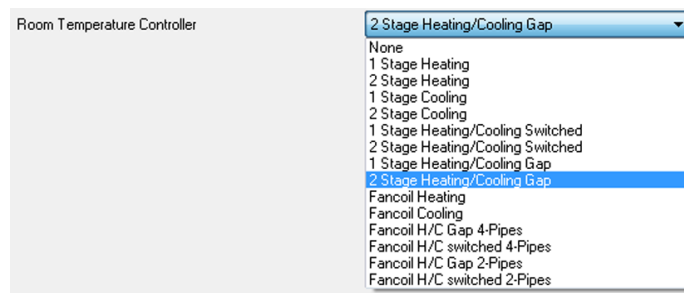 Room Temperature Controller 2 Stage Heating/Cooling Gap
None
1 Stage Heating
2 Stage Heating
1 Stage Cooling
2 Stage Cooling
1 Stage Heating/Cooling Switched
2 Stage Heating/Cooling Switched
1 Stage Heating/Cooling Gap
2 Stage Heating/Cooling Gap
Fancoil Heating
Fancoil Cooling
Fancoil H/C Gap 4-Pipes
Fancoil H/C switched 4-Pipes
Fancoil H/C Gap 2-Pipes
Fancoil H/C switched 2-Pipes